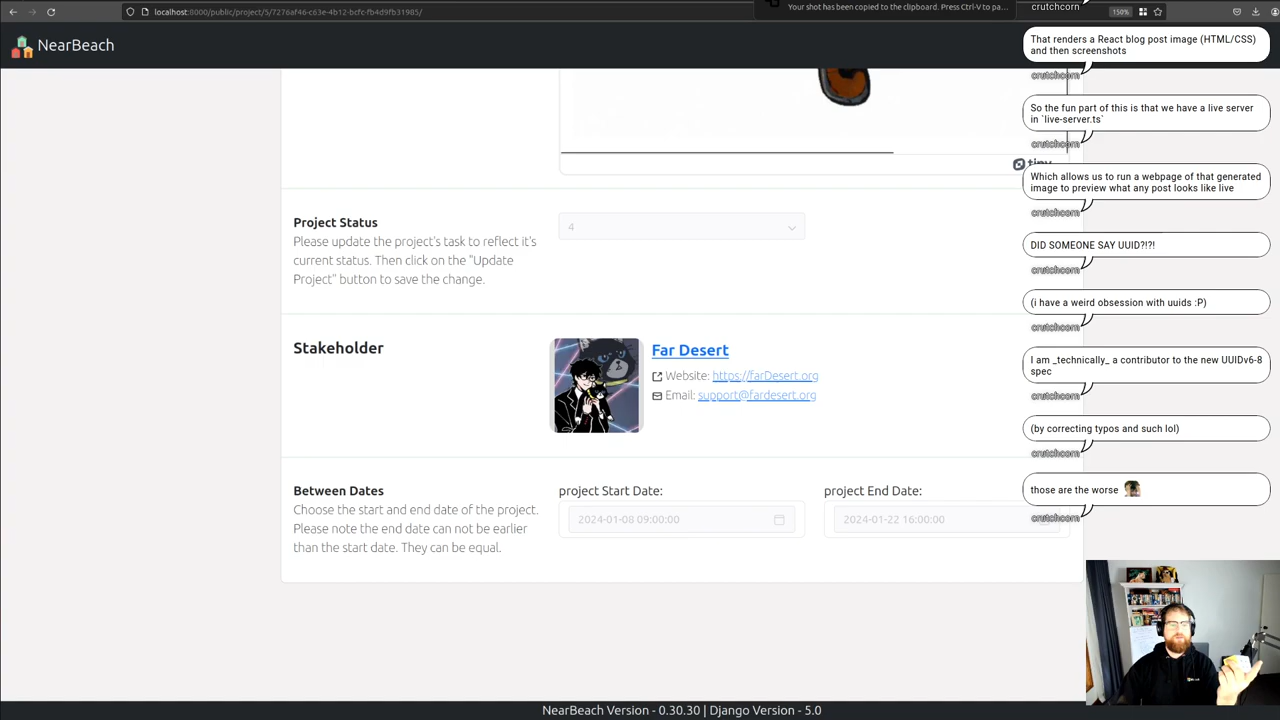 localhost:8000/public/project/5/7276af46-c63e-4b12-bcfc-fb4d9fb31985/
Your shot has been copied to the clipboard. Press Ctrl-V to pa...
150%
NearBeach
tiny
Project Status
Please update the project's task to reflect it's
current status. Then click on the "Update
Project" button to save the change.
4
Stakeholder
Far Desert
Website: https://farDesert.org
Email: support@fardesert.org
Between Dates
Choose the start and end date of the project.
Please note the end date can not be earlier
than the start date. They can be equal.
project Start Date:
2024-01-08 09:00:00
project End Date:
2024-01-22 16:00:00
NearBeach Version - 0.30.30 | Django Version - 5.0
crutchcorn
That renders a React blog post image (HTML/CSS)
and then screenshots
crutchcorn
So the fun part of this is that we have a live server
in `live-server.ts`
crutchcorn
Which allows us to run a webpage of that generated
image to preview what any post looks like live
crutchcorn
DID SOMEONE SAY UUID?!?!
crutchcorn
(i have a weird obsession with uuids :P)
crutchcorn
I am _technically_ a contributor to the new UUIDv6-8
spec
crutchcorn
(by correcting typos and such lol)
crutchcorn
those are the worse
crutchcorn